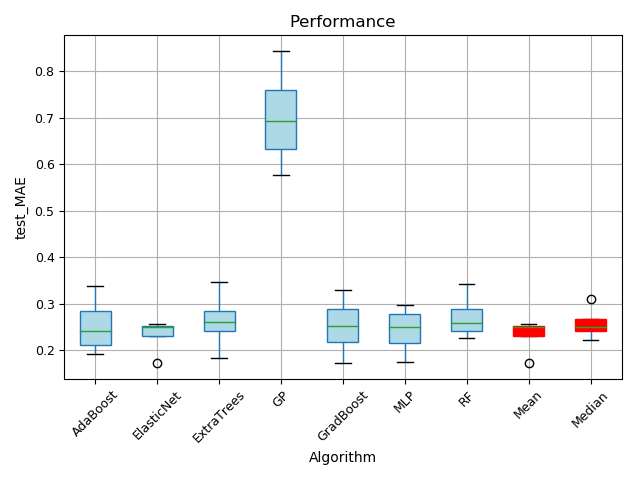 Performance
test_MAE
0.8
0.7
0.6
0.5
0.4
0.3
0.2
AdaBoost
ElasticNet
ExtraTrees
GP
GradBoost
MLP
RF
Mean
Median
Algorithm